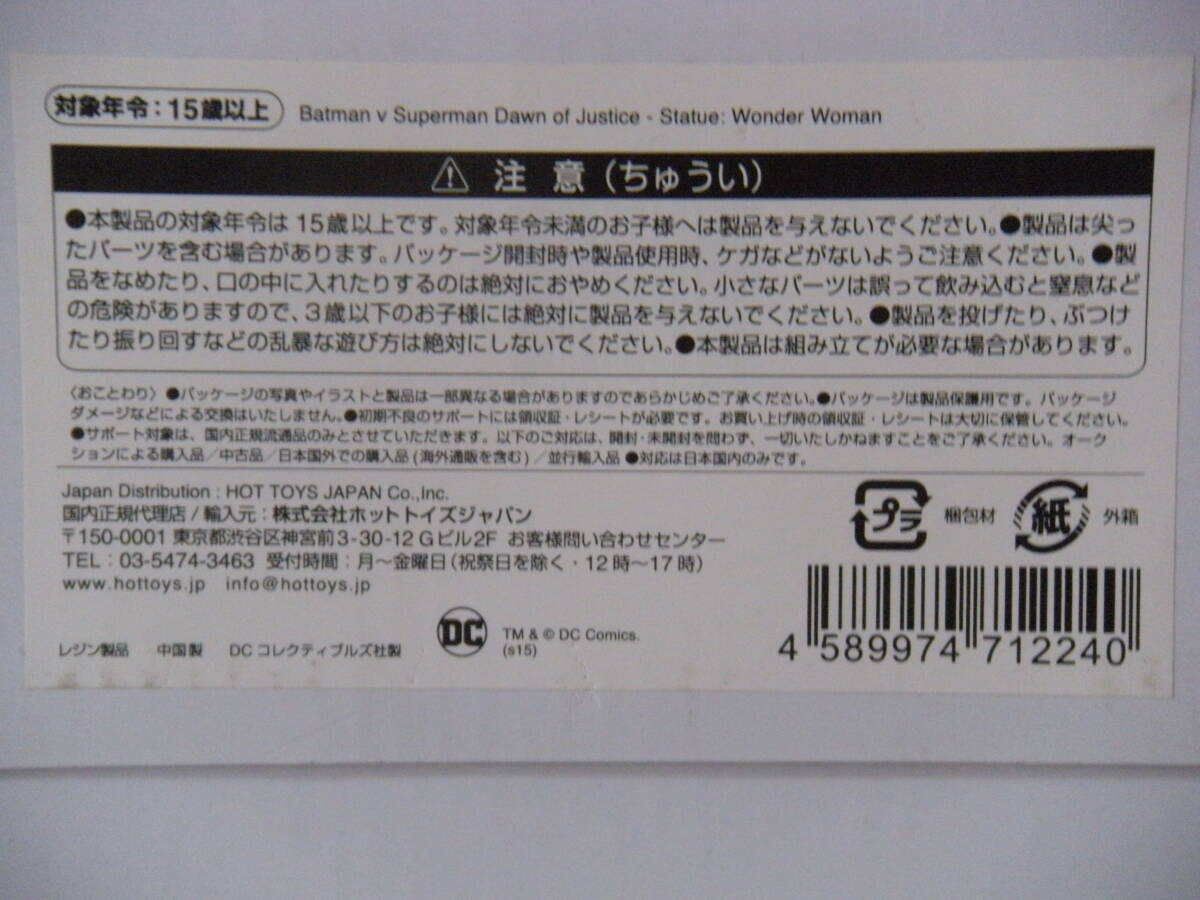 対象年令：15歳以上 Batman v Superman Dawn of Justice - Statue: Wonder Woman
注 意（ちゅうい）
●本製品の対象年令は 15歳以上です。対象年令未満のお子様へは製品を与えないでください。●製品は尖っ
たパーツを含む場合があります。パッケージ開封時や製品使用時、ケガなどがないようご注意ください。●製
品をなめたり、口の中に入れたりするのは絶対におやめください。小さなパーツは誤って飲み込むと窒息など
の危険がありますので、3歳以下のお子様には絶対に製品を与えないでください。●製品を投げたり、ぶつけ
たり振り回すなどの乱暴な遊び方は絶対にしないでください。●本製品は組み立てが必要な場合があります。
〈おことわり〉●パッケージの写真やイラストと製品は一部異なる場合がありますのであらかじめご了承ください。●パッケージは製品保護用です。パッケージ
ダメージなどによる交換はいたしません。●初期不良のサポートには領収証・レシートが必要です。お買い上げ時の領収証・レシートは大切に保管してください。
●サポート対象は、国内正規流通品のみとさせていただきます。以下のご対応は、開封・未開封を問わず、一切いたしかねますことをご了承ください。オーク
ションによる購入品／中古品／日本国外での購入品(海外通販を含む)／並行輸入品 ●対応は日本国内のみです。
Japan Distribution : HOT TOYS JAPAN Co.,Inc.
国内正規代理店 / 輸入元：株式会社ホットトイズジャパン
〒150-0001 東京都渋谷区神宮前3-30-12 Gビル2F お客様問い合わせセンター
TEL：03-5474-3463 受付時間：月〜金曜日（祝祭日を除く・12時〜17時）
www.hottoys.jp info@hottoys.jp
プラ 梱包材 紙 外箱
レジン製品 中国製 DCコレクティブルズ社製
DC TM & © DC Comics.
(s15)
4 589974 712240